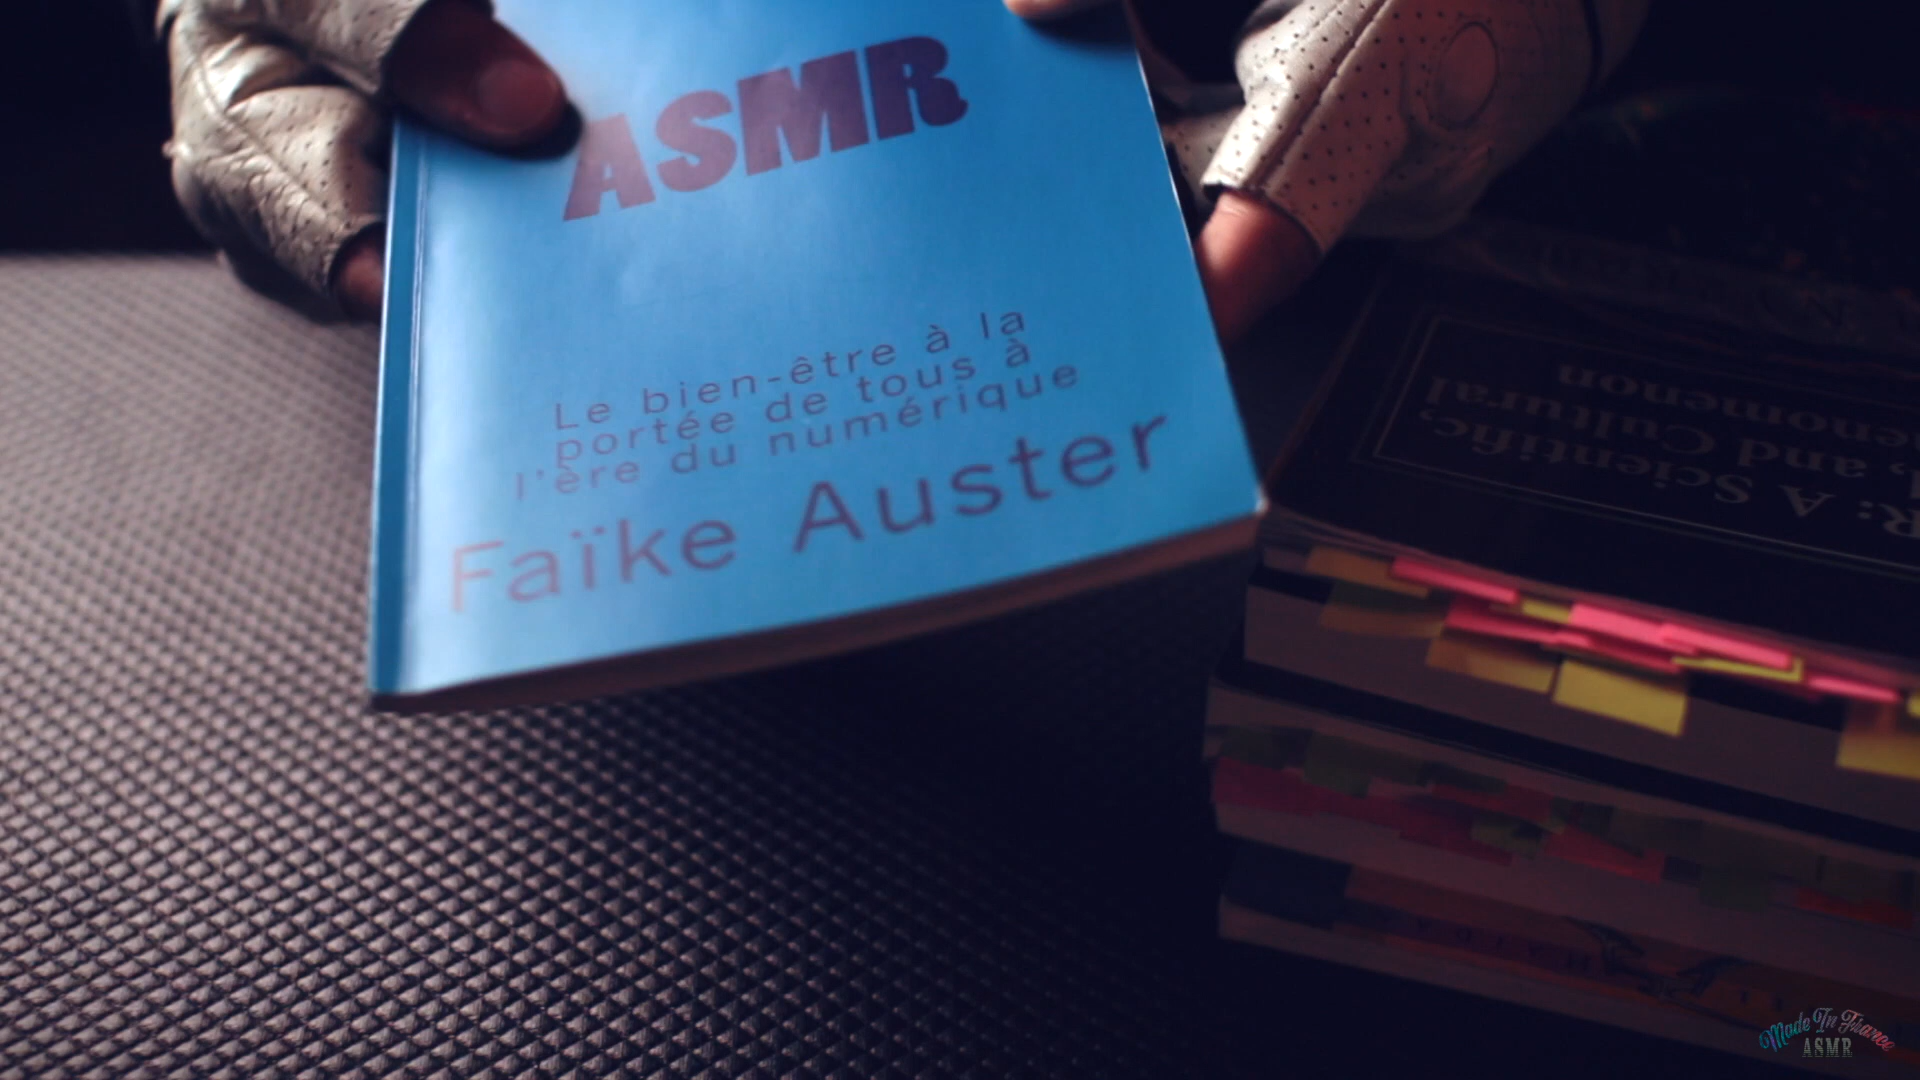 ASMR
Le bien-être à la
portée de tous à
l'ère du numérique
Faïke Auster
R: A Scientific,
l, and Cultural
henomenon
Made In France
ASMR